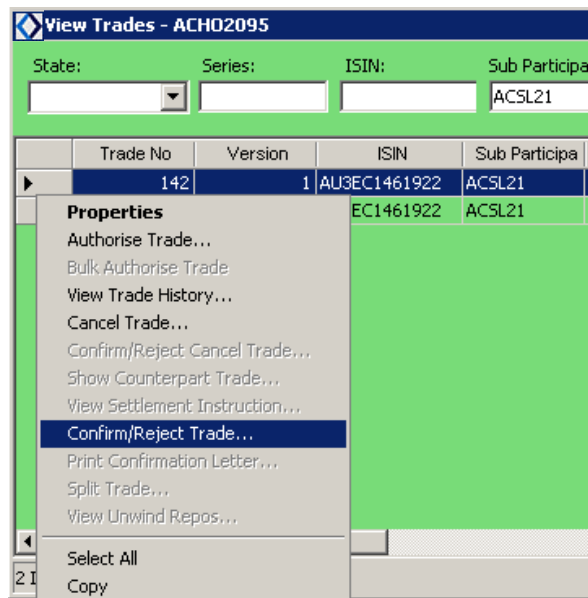 View Trades - ACHO2095
State: Series: ISIN: Sub Participa
ACSL21
Trade No Version ISIN Sub Participa
142 1 AU3EC1461922 ACSL21
EC1461922 ACSL21
Properties
Authorise Trade...
Bulk Authorise Trade
View Trade History...
Cancel Trade...
Confirm/Reject Cancel Trade...
Show Counterpart Trade...
View Settlement Instruction...
Confirm/Reject Trade...
Print Confirmation Letter...
Split Trade...
View Unwind Repos...
Select All
2 I
Copy